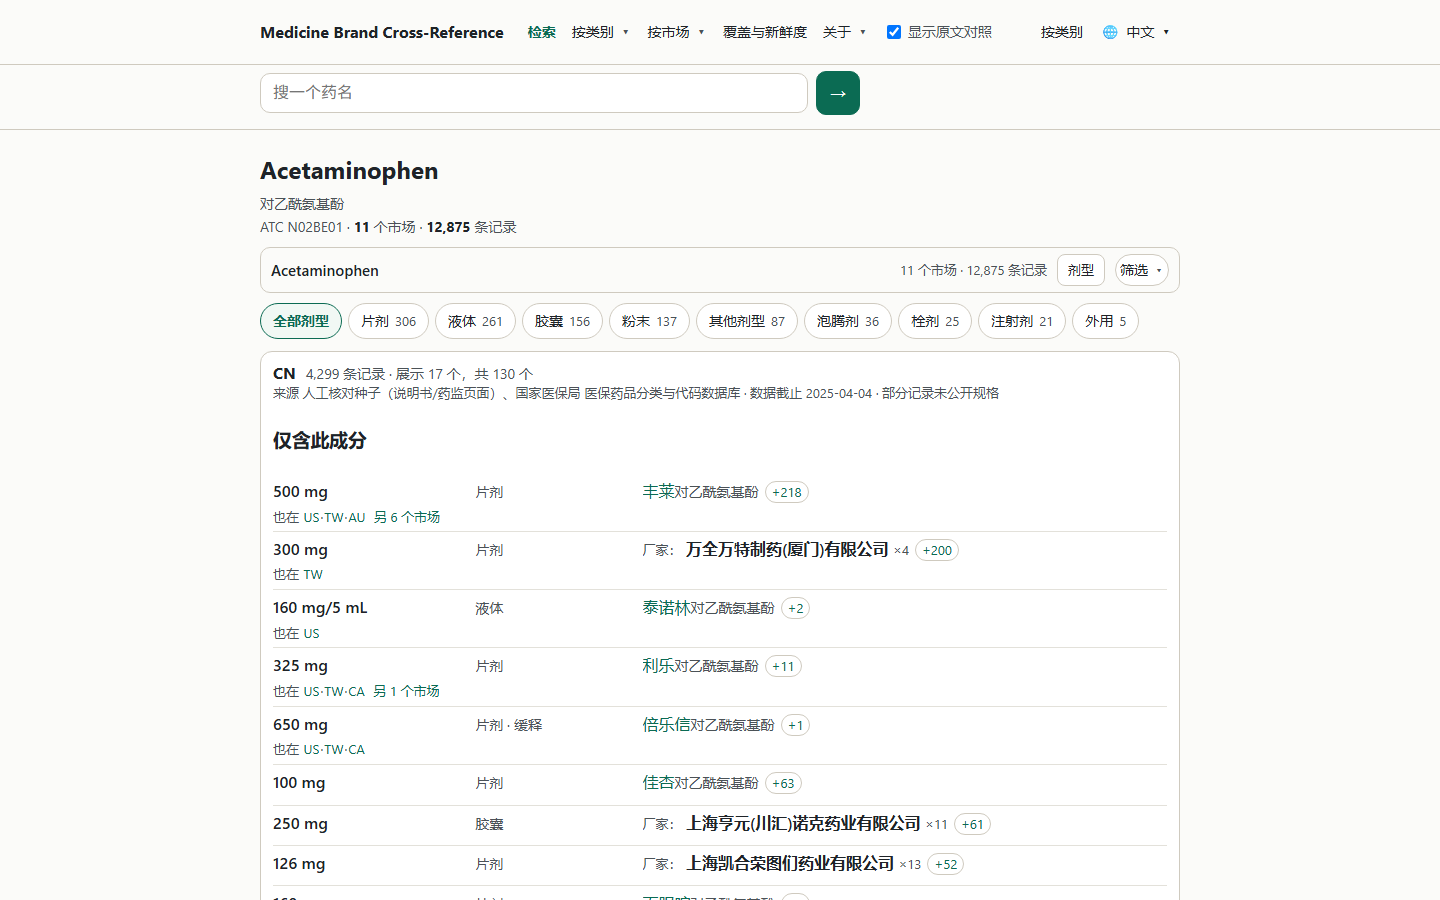 Medicine Brand Cross-Reference 检索 按类别 ▾ 按市场 ▾ 覆盖与新鲜度 关于 ▾ 显示原文对照 按类别 🌐 中文 ▾
搜一个药名 →
Acetaminophen
对乙酰氨基酚
ATC N02BE01 · 11 个市场 · 12,875 条记录
Acetaminophen 11 个市场 · 12,875 条记录 剂型 筛选 ▾
全部剂型 片剂 306 液体 261 胶囊 156 粉末 137 其他剂型 87 泡腾剂 36 栓剂 25 注射剂 21 外用 5
CN 4,299 条记录 · 展示 17 个，共 130 个
来源 人工核对种子（说明书/药监页面）、国家医保局 医保药品分类与代码数据库 · 数据截止 2025-04-04 · 部分记录未公开规格
仅含此成分
500 mg 片剂 丰莱对乙酰氨基酚 +218
也在 US·TW·AU 另 6 个市场
300 mg 片剂 厂家： 万全万特制药(厦门)有限公司 ×4 +200
也在 TW
160 mg/5 mL 液体 泰诺林对乙酰氨基酚 +2
也在 US
325 mg 片剂 利乐对乙酰氨基酚 +11
也在 US·TW·CA 另 1 个市场
650 mg 片剂 · 缓释 倍乐信对乙酰氨基酚 +1
也在 US·TW·CA
100 mg 片剂 佳杏对乙酰氨基酚 +63
250 mg 胶囊 厂家： 上海亨元(川汇)诺克药业有限公司 ×11 +61
126 mg 片剂 厂家： 上海凯合荣图们药业有限公司 ×13 +52